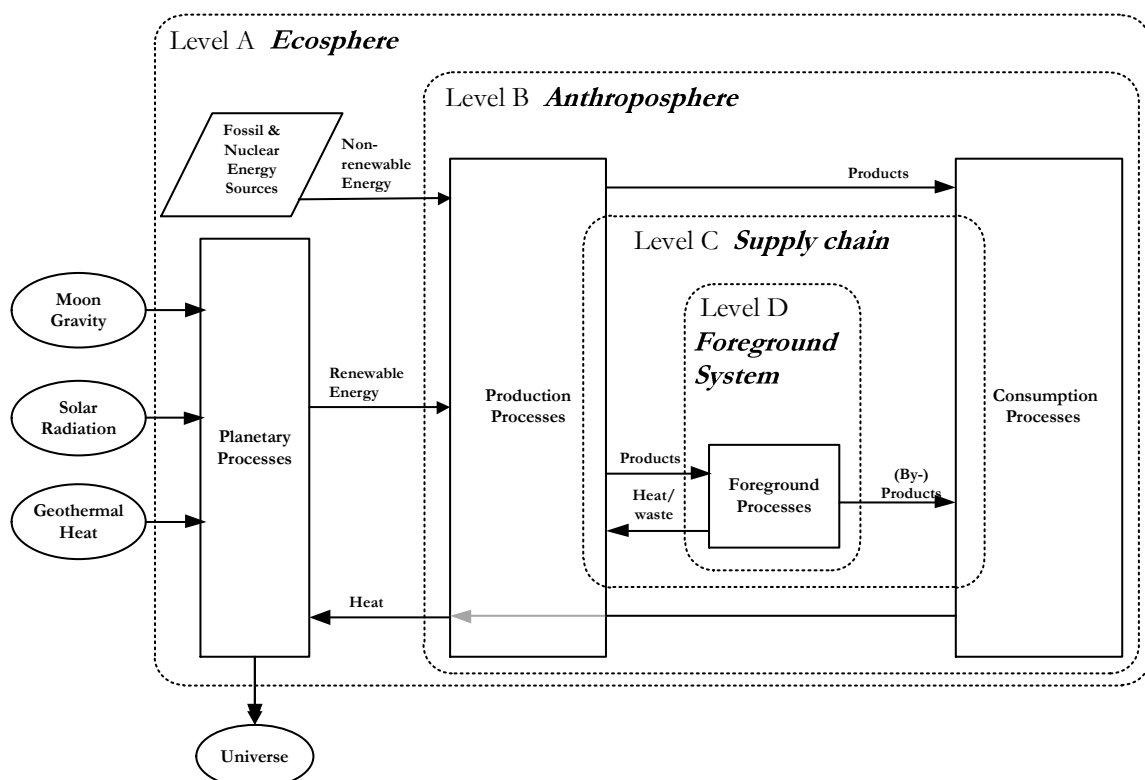 Level A Ecosphere
Level B Anthroposphere
Fossil &
Nuclear
Energy
Sources
Non-
renewable
Energy
Products
Level C Supply chain
Moon
Gravity
Level D
Foreground
System
Renewable
Energy
Solar
Radiation
Planetary
Processes
Production
Processes
Consumption
Processes
Products
Heat/
waste
Foreground
Processes
(By-)
Products
Geothermal
Heat
Heat
Universe